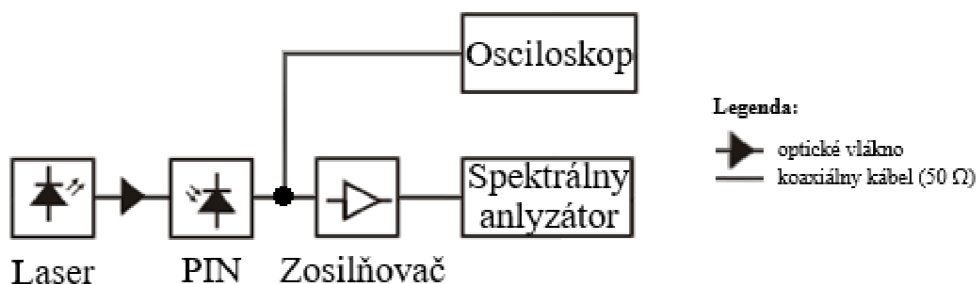 Osciloskop
Legenda:
optické vlákno
koaxiálny kábel (50 Ω)
Spektrálny
anlyzátor
Laser
PIN
Zosilňovač